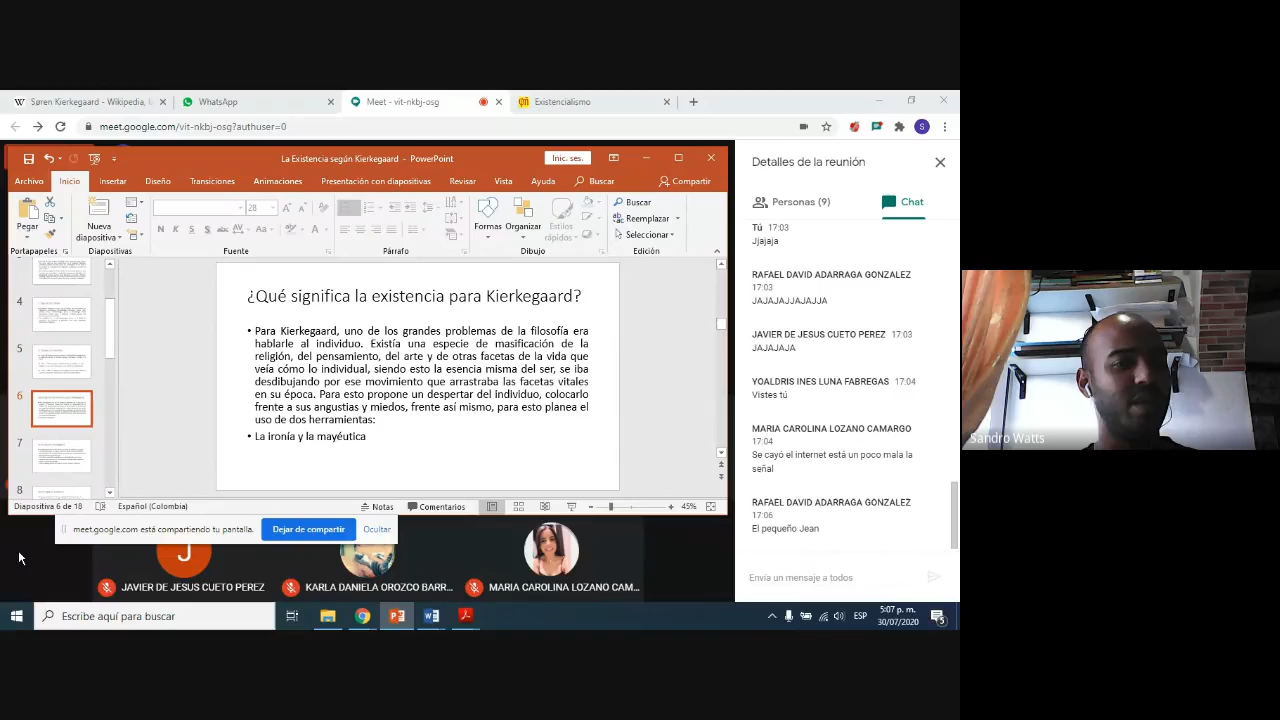 Søren Kierkegaard - Wikipedia, l
WhatsApp
Meet - vit-nkbj-osg
Existencialismo
meet.google.com/vit-nkbj-osg?authuser=0
S
La Existencia según Kierkegaard - PowerPoint
Inic. ses.
Archivo Inicio Insertar Diseño Transiciones Animaciones Presentación con diapositivas Revisar Vista Ayuda Buscar Compartir
Pegar
Nueva diapositiva
28
N K S
Formas Organizar Estilos rápidos
Buscar
Reemplazar
Seleccionar
Portapapeles Diapositivas Fuente Párrafo Dibujo Edición
4
5
6
7
8
¿Qué significa la existencia para Kierkegaard?
• Para Kierkegaard, uno de los grandes problemas de la filosofía era
hablarle al individuo. Existía una especie de masificación de la
religión, del pensamiento, del arte y de otras facetas de la vida que
veía cómo lo individual, siendo esto la esencia misma del ser, se iba
desdibujando por ese movimiento que arrastraba las facetas vitales
en su época. Para esto propone un despertar del individuo, colocarlo
frente a sus angustias y miedos, frente así mismo, para esto planea el
uso de dos herramientas:
• La ironía y la mayéutica
Diapositiva 6 de 18 Español (Colombia) Notas Comentarios 45%
meet.google.com está compartiendo tu pantalla. Dejar de compartir Ocultar
J
JAVIER DE JESUS CUETO PEREZ
KARLA DANIELA OROZCO BARR...
MARIA CAROLINA LOZANO CAM...
Detalles de la reunión
Personas (9) Chat
Tú 17:03
Jjajaja
RAFAEL DAVID ADARRAGA GONZALEZ
17:03
JAJAJAJJAJAJJA
JAVIER DE JESUS CUETO PEREZ 17:03
JAJAJAJA
YOALDRIS INES LUNA FABREGAS 17:04
Vistes tú
MARIA CAROLINA LOZANO CAMARGO
17:04
Se cayó el internet está un poco mala la
señal
RAFAEL DAVID ADARRAGA GONZALEZ
17:06
El pequeño Jean
Envía un mensaje a todos
Escribe aquí para buscar
ESP
5:07 p. m.
30/07/2020
5
Sandro Watts